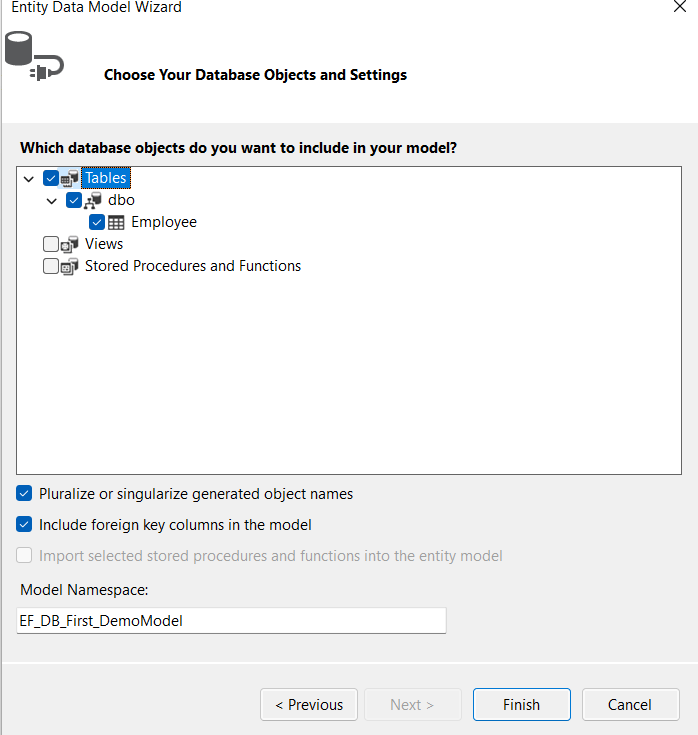 Entity Data Model Wizard
Choose Your Database Objects and Settings
Which database objects do you want to include in your model?
Tables
dbo
Employee
Views
Stored Procedures and Functions
Pluralize or singularize generated object names
Include foreign key columns in the model
Import selected stored procedures and functions into the entity model
Model Namespace:
EF_DB_First_DemoModel
< Previous
Next >
Finish
Cancel